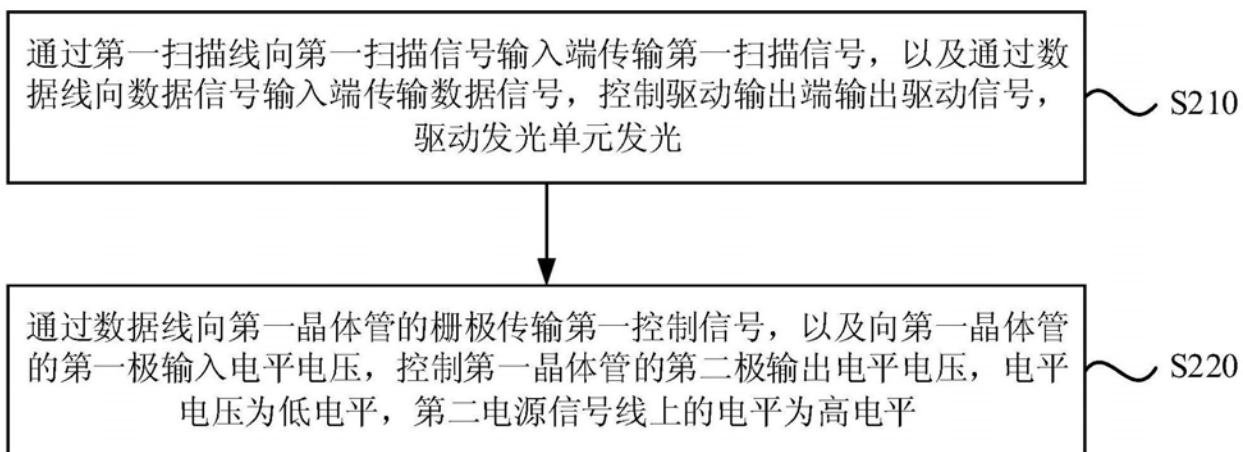 通过第一扫描线向第一扫描信号输入端传输第一扫描信号，以及通过数
据线向数据信号输入端传输数据信号，控制驱动输出端输出驱动信号，
驱动发光单元发光
S210
通过数据线向第一晶体管的栅极传输第一控制信号，以及向第一晶体管
的第一极输入电平电压，控制第一晶体管的第二极输出电平电压，电平
电压为低电平，第二电源信号线上的电平为高电平
S220